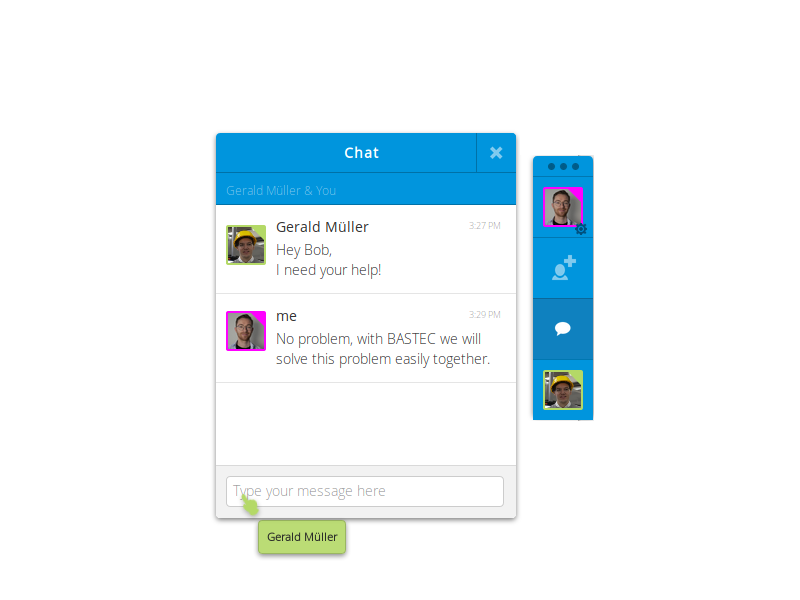 Chat
Gerald Müller & You
Gerald Müller
3:27 PM
Hey Bob,
I need your help!
me
3:29 PM
No problem, with BASTEC we will
solve this problem easily together.
Type your message here
Gerald Müller